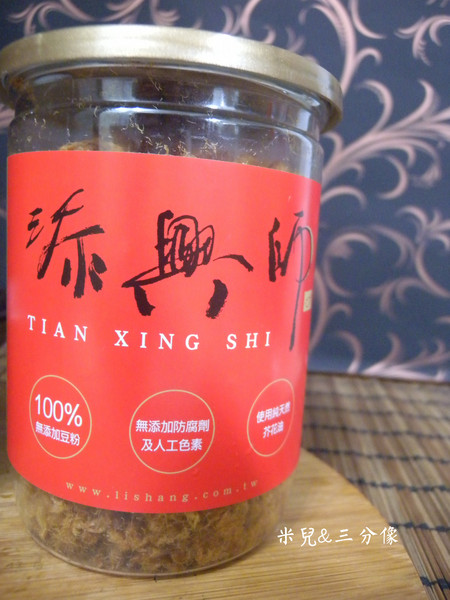 添興師
TIAN XING SHI
100%
無添加豆粉
無添加防腐劑
及人工色素
使用純天然
芥花油
www.lishang.com.tw
米兒&三分像